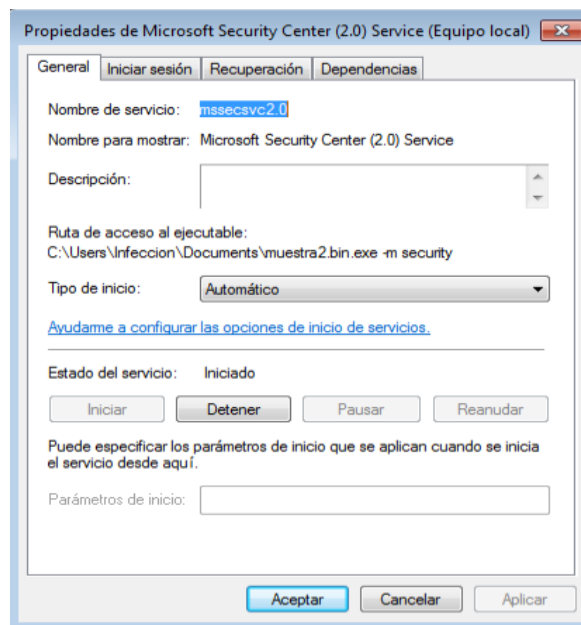 Propiedades de Microsoft Security Center (2.0) Service (Equipo local)
General Iniciar sesión Recuperación Dependencias
Nombre de servicio: mssecsvc2.0
Nombre para mostrar: Microsoft Security Center (2.0) Service
Descripción:
Ruta de acceso al ejecutable:
C:\Users\Infeccion\Documents\muestra2.bin.exe -m security
Tipo de inicio: Automático
Ayudarme a configurar las opciones de inicio de servicios.
Estado del servicio: Iniciado
Iniciar Detener Pausar Reanudar
Puede especificar los parámetros de inicio que se aplican cuando se inicia
el servicio desde aquí.
Parámetros de inicio:
Aceptar Cancelar Aplicar